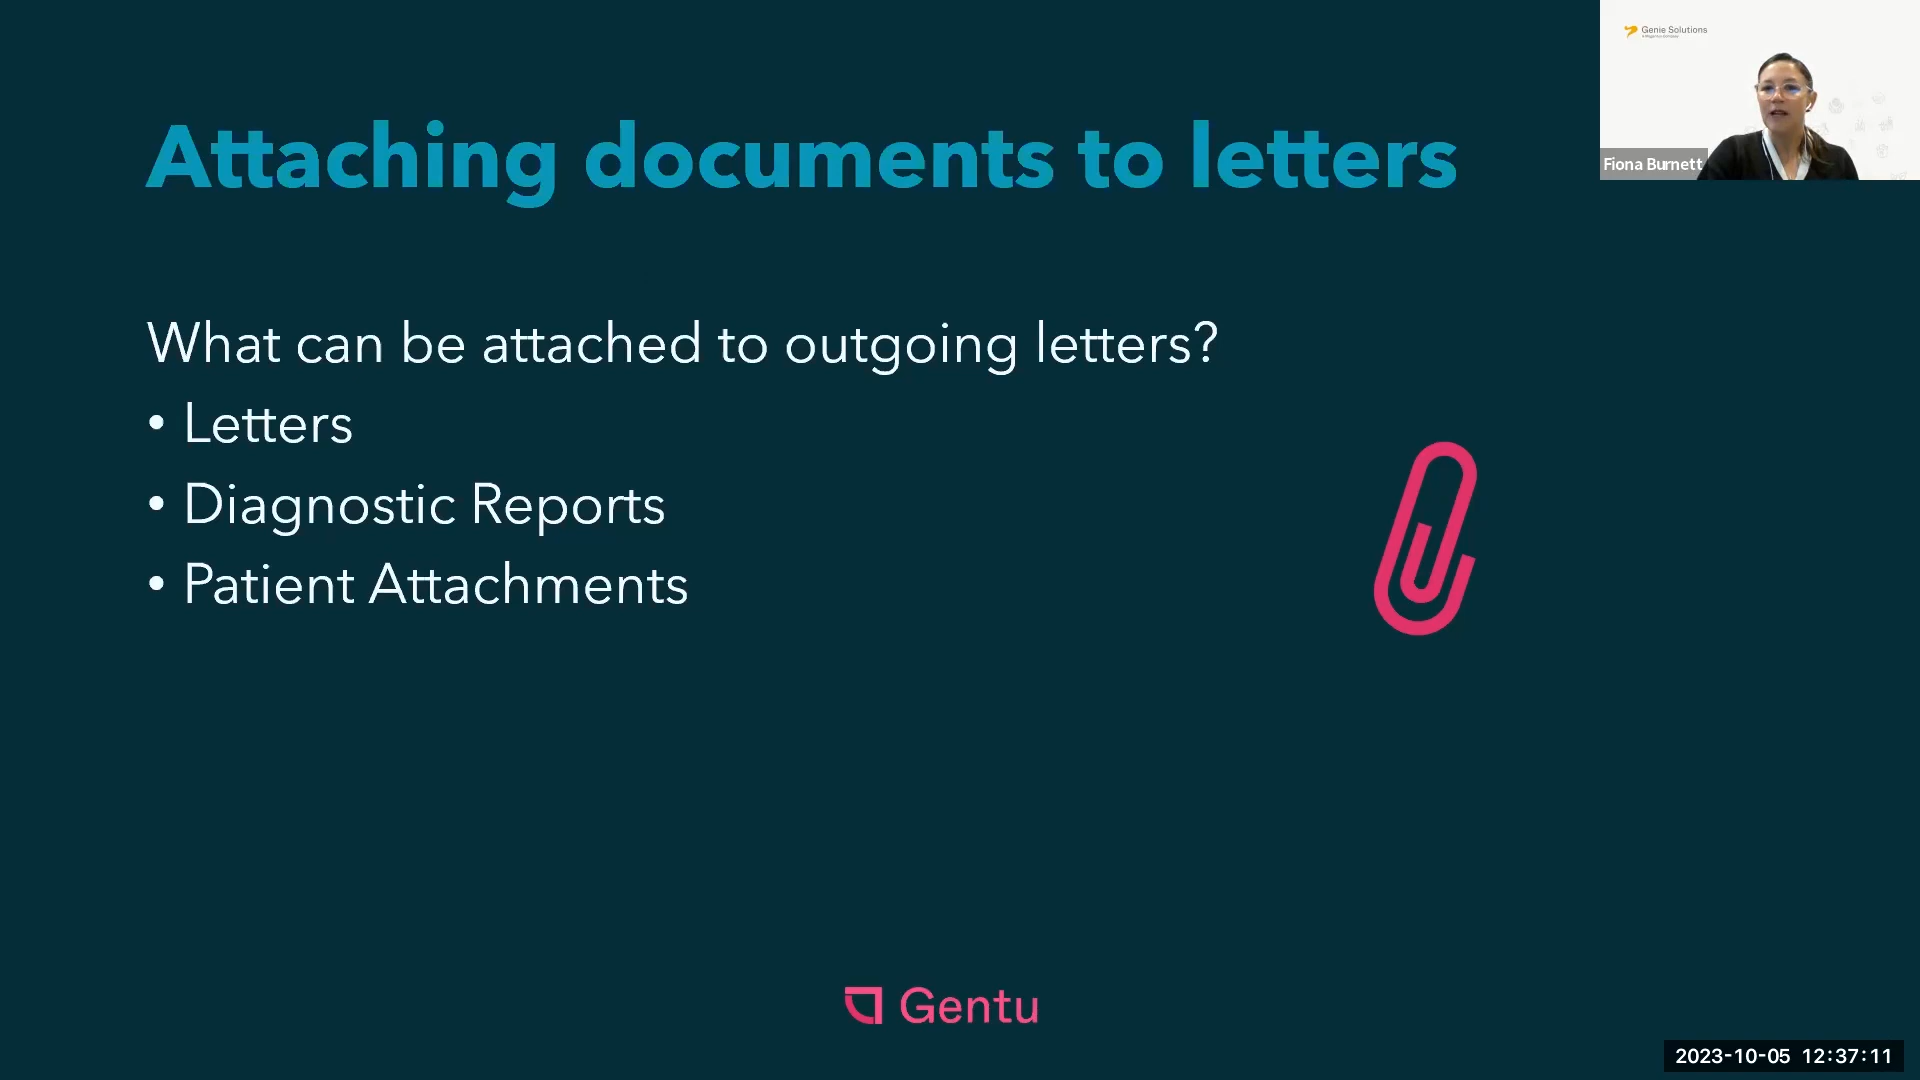 Attaching documents to letters
What can be attached to outgoing letters?
• Letters
• Diagnostic Reports
• Patient Attachments
Gentu
Genie Solutions
Fiona Burnett
2023-10-05 12:37:11